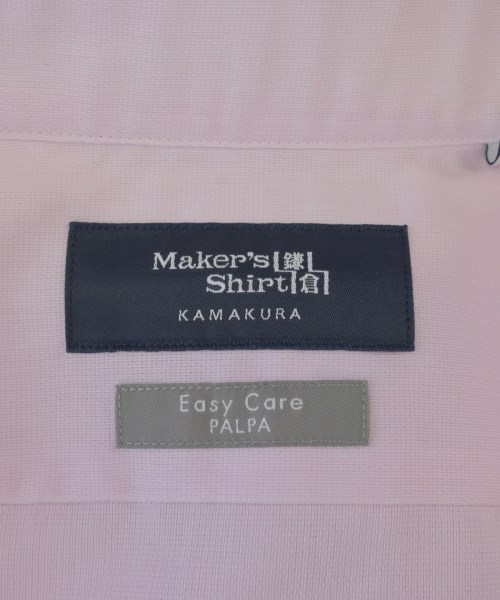 Maker's 鎌
Shirt 倉
KAMAKURA
Easy Care
PALPA